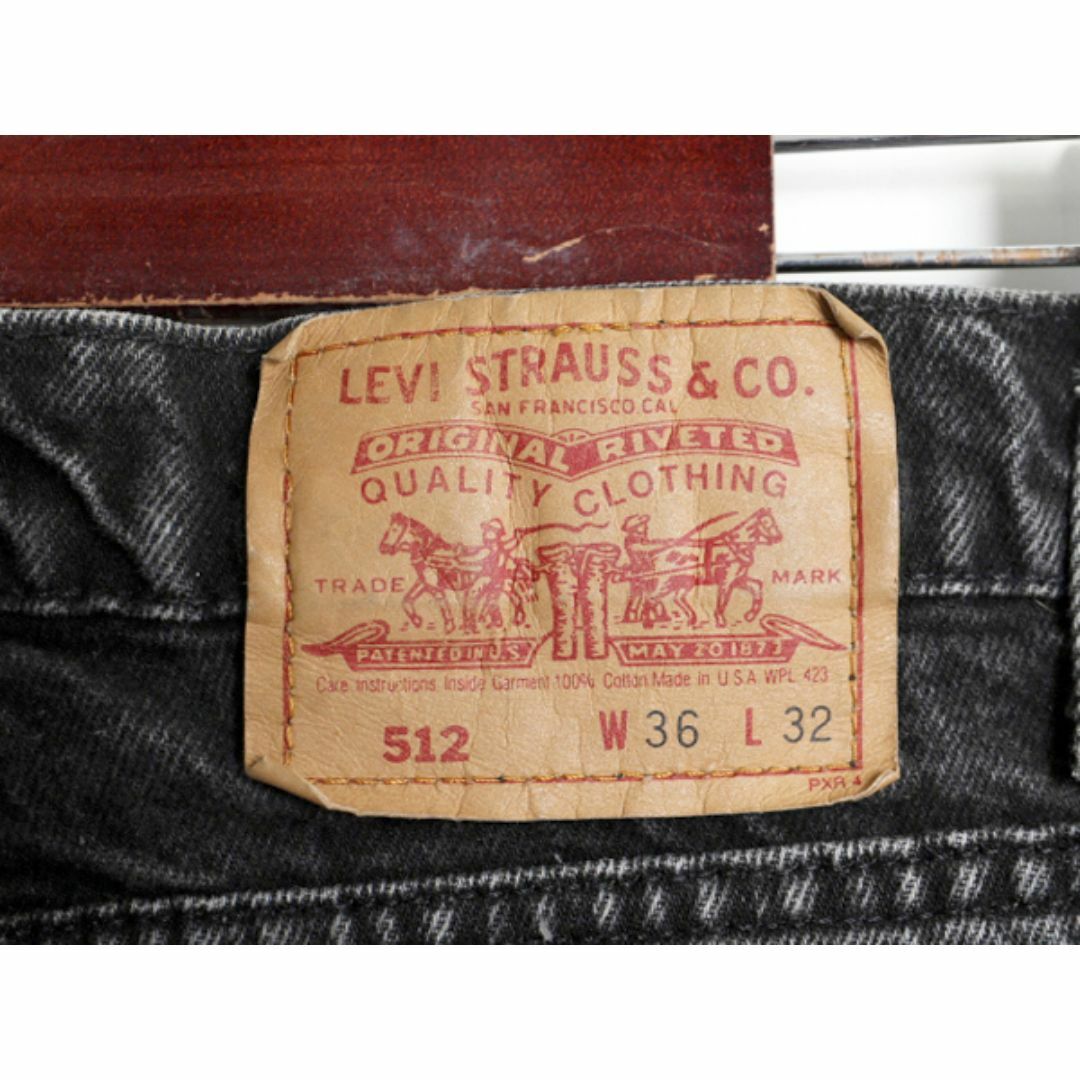 LEVI STRAUSS & CO.
SAN FRANCISCO.CAL
ORIGINAL RIVETED
QUALITY CLOTHING
TRADE MARK
PATENTED IN U.S. MAY 20 1873
Care Instructions Inside Garment 100% Cotton Made in U S A WPL 423
512 W 36 L 32
PXR 4